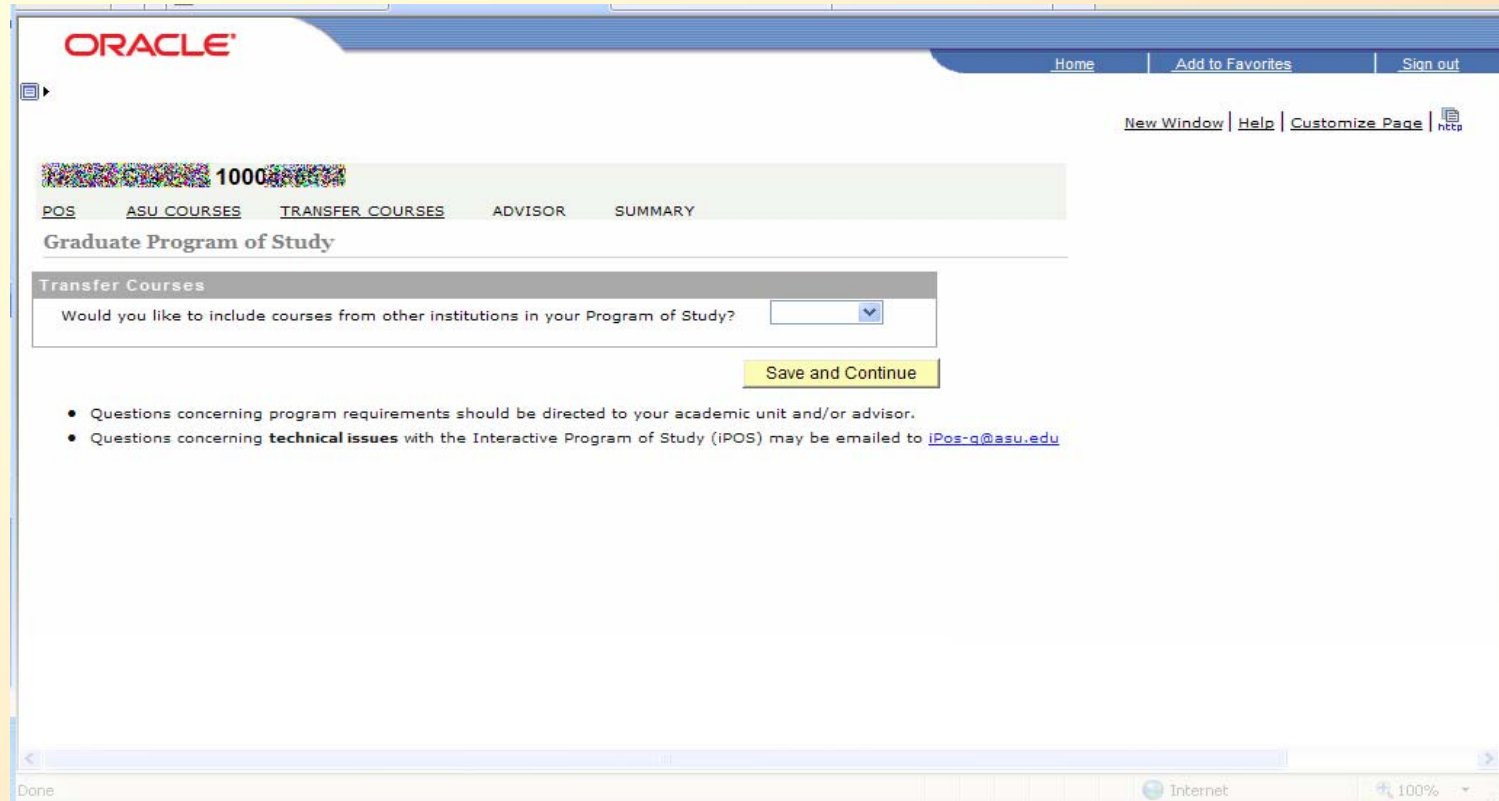 ORACLE
Home Add to Favorites Sign out
New Window | Help | Customize Page | http
1000
POS ASU COURSES TRANSFER COURSES ADVISOR SUMMARY
Graduate Program of Study
Transfer Courses
Would you like to include courses from other institutions in your Program of Study?
Save and Continue
• Questions concerning program requirements should be directed to your academic unit and/or advisor.
• Questions concerning technical issues with the Interactive Program of Study (iPOS) may be emailed to iPos-q@asu.edu
Done Internet 100%